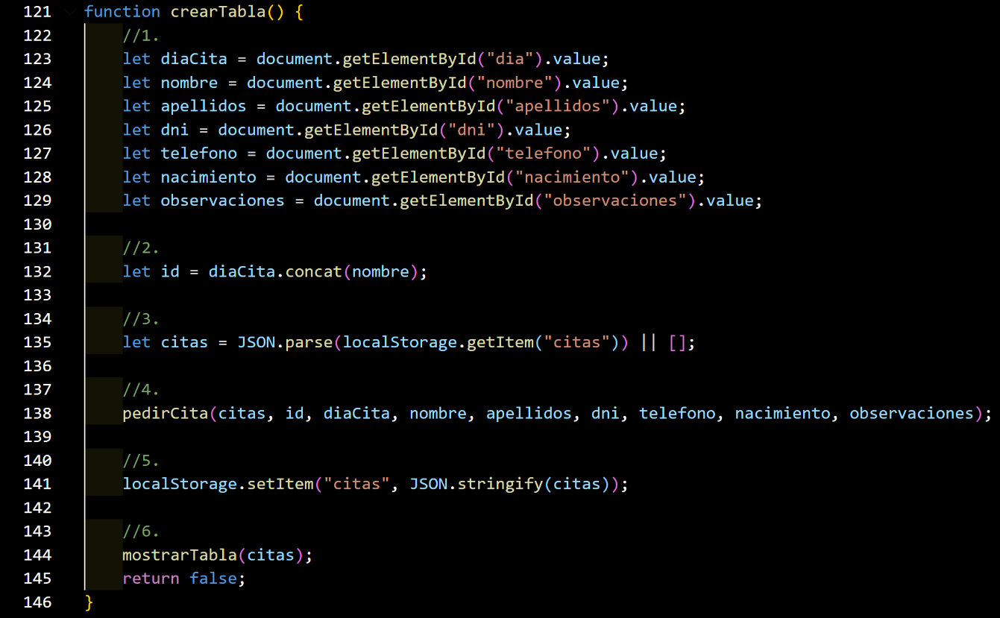 121 function crearTabla() {
122 //1.
123 let diaCita = document.getElementById("dia").value;
124 let nombre = document.getElementById("nombre").value;
125 let apellidos = document.getElementById("apellidos").value;
126 let dni = document.getElementById("dni").value;
127 let telefono = document.getElementById("telefono").value;
128 let nacimiento = document.getElementById("nacimiento").value;
129 let observaciones = document.getElementById("observaciones").value;
130
131 //2.
132 let id = diaCita.concat(nombre);
133
134 //3.
135 let citas = JSON.parse(localStorage.getItem("citas")) || [];
136
137 //4.
138 pedirCita(citas, id, diaCita, nombre, apellidos, dni, telefono, nacimiento, observaciones);
139
140 //5.
141 localStorage.setItem("citas", JSON.stringify(citas));
142
143 //6.
144 mostrarTabla(citas);
145 return false;
146 }